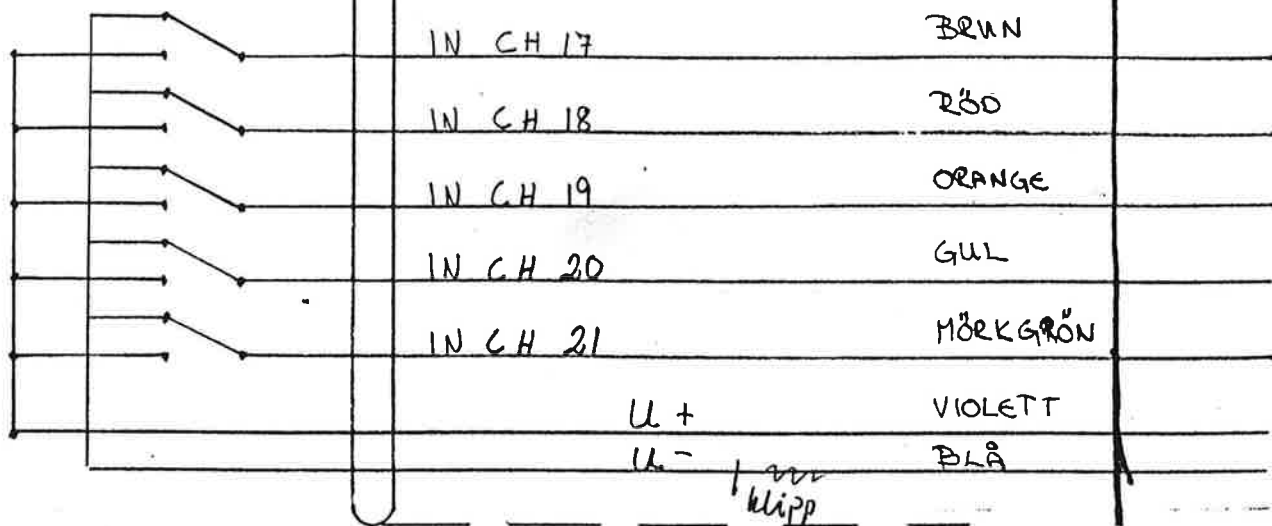 IN CH 17 BRUN
IN CH 18 RÖD
IN CH 19 ORANGE
IN CH 20 GUL
IN CH 21 MÖRKGRÖN
U + VIOLETT
U - BLÅ
klipp